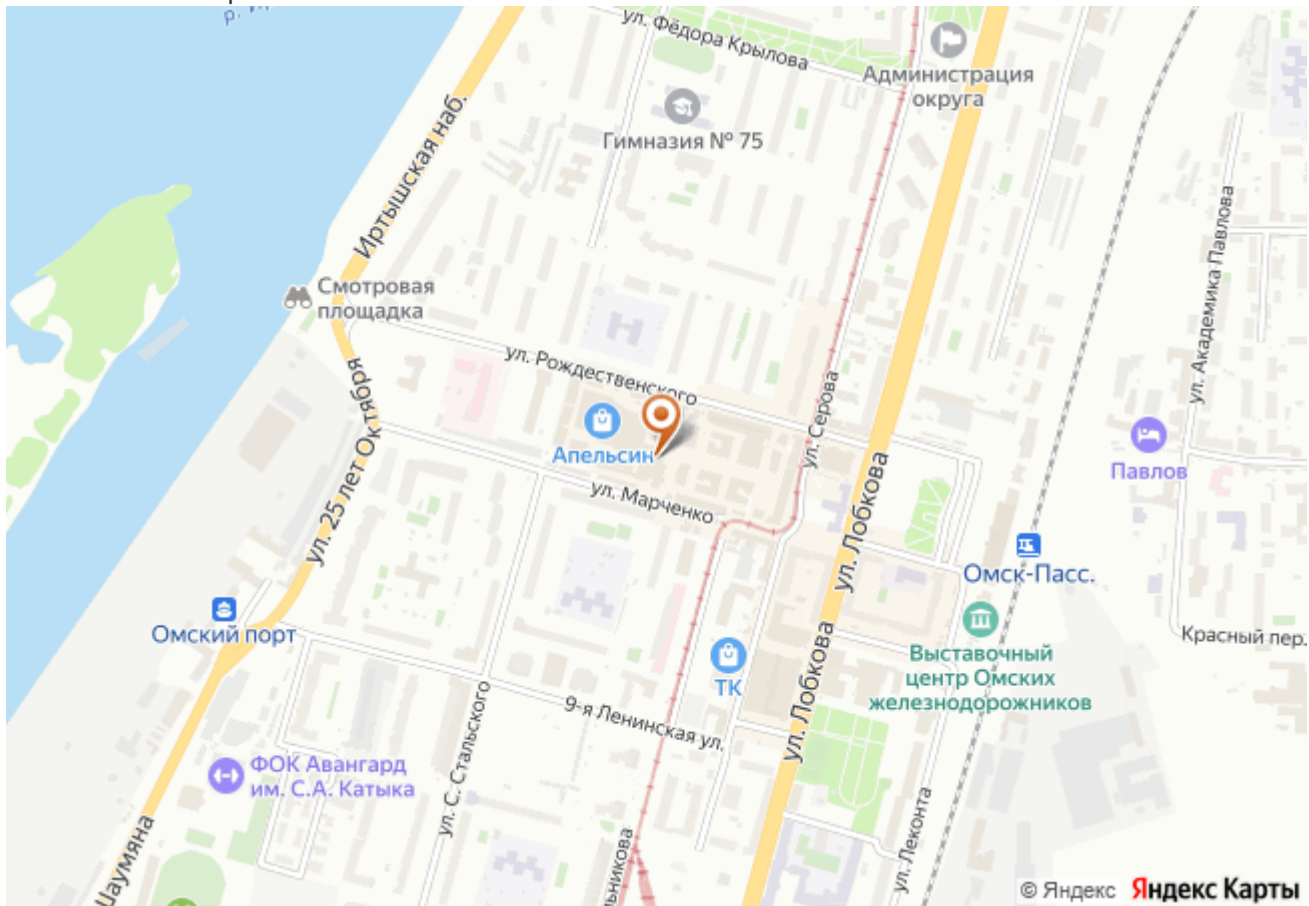 ул. Фёдора Крылова
Администрация
округа
Гимназия № 75
Иртышская наб.
ул. Академика Павлова
Смотровая
площадка
ул. Рождественского
ул. Серова
ул. 25 лет Октября
Апельсин
Павлов
ул. Марченко
ул. Лобкова
Омск-Пасс.
Омский порт
Красный пер.
Выставочный
центр Омских
железнодорожников
ТК
ул. Лобкова
ул. С. Стальского
9-я Ленинская ул.
ФОК Авангард
им. С.А. Катыка
ул. Леконта
Шаумяна
© Яндекс Яндекс Карты